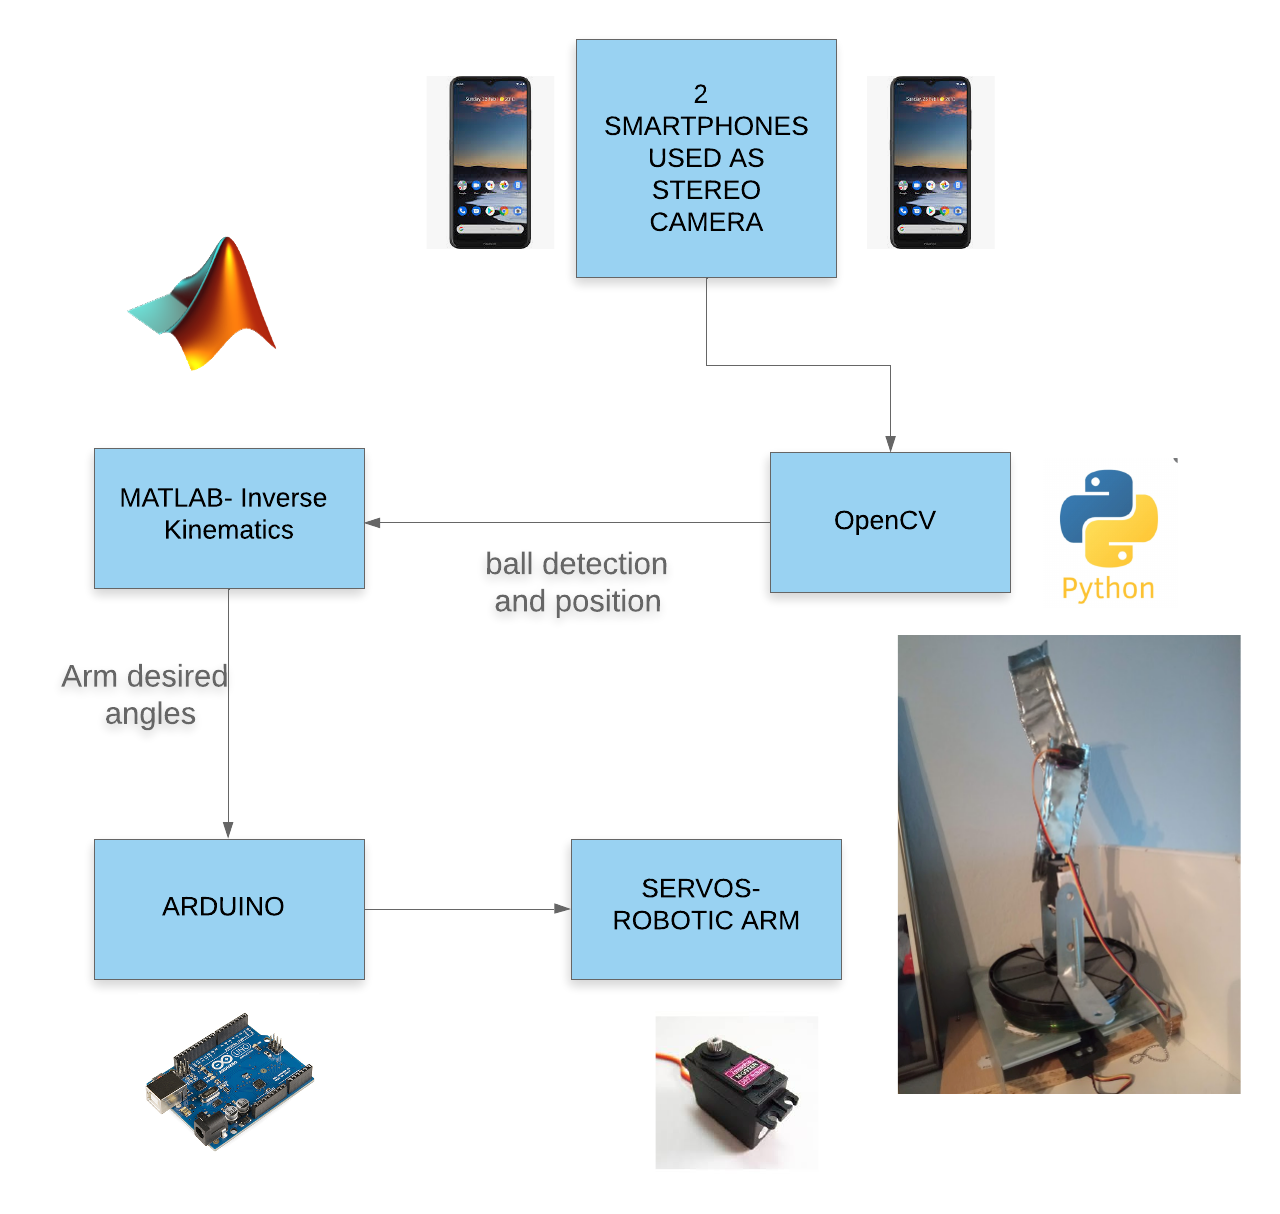 2
SMARTPHONES
USED AS
STEREO
CAMERA
MATLAB- Inverse
Kinematics
OpenCV
Python
ball detection
and position
Arm desired
angles
ARDUINO
SERVOS-
ROBOTIC ARM
UNO